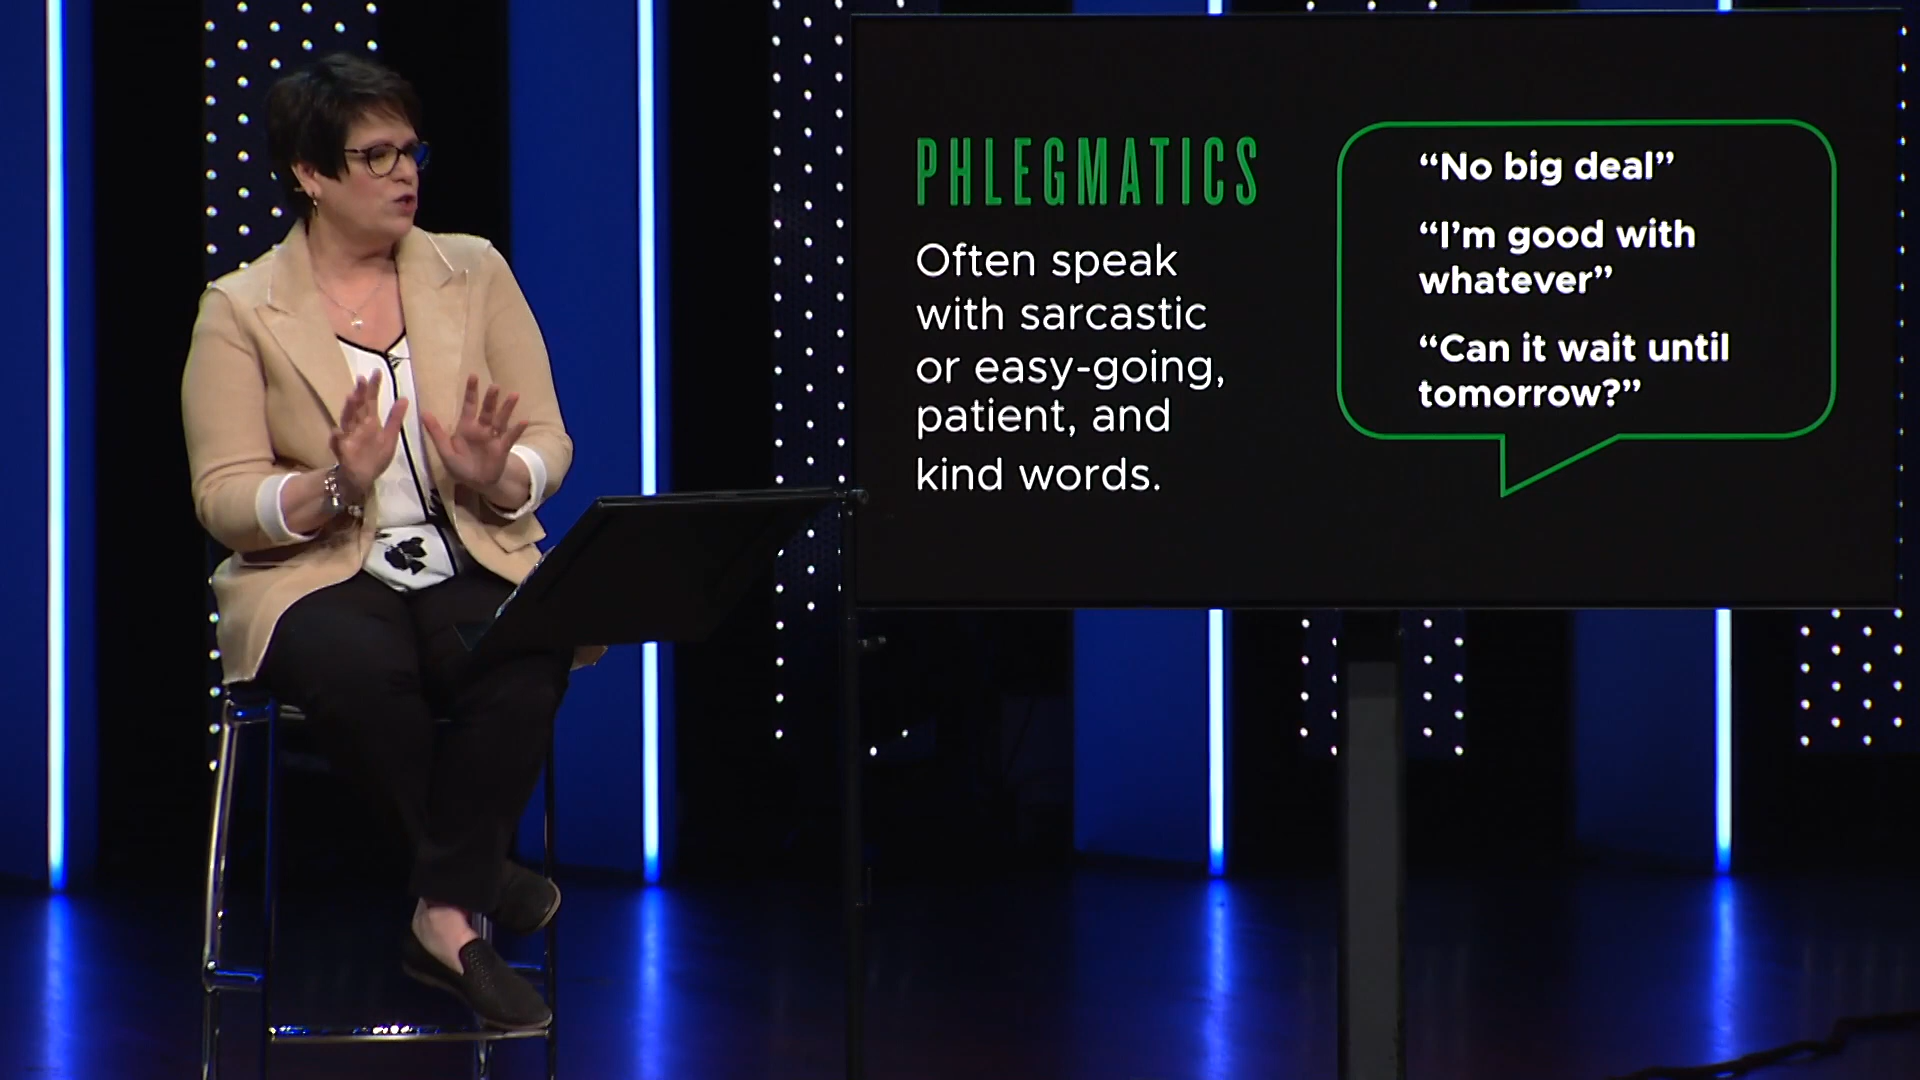 PHLEGMATICS
Often speak
with sarcastic
or easy-going,
patient, and
kind words.
“No big deal”
“I’m good with
whatever”
“Can it wait until
tomorrow?”